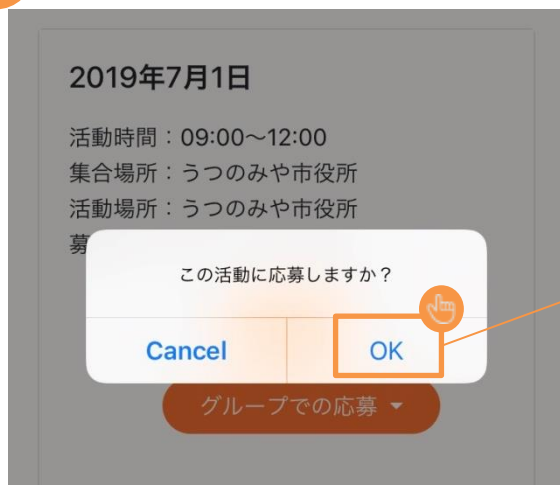 2019年7月1日
活動時間：09:00〜12:00
集合場所：うつのみや市役所
活動場所：うつのみや市役所
募
この活動に応募しますか？
Cancel
OK
グループでの応募